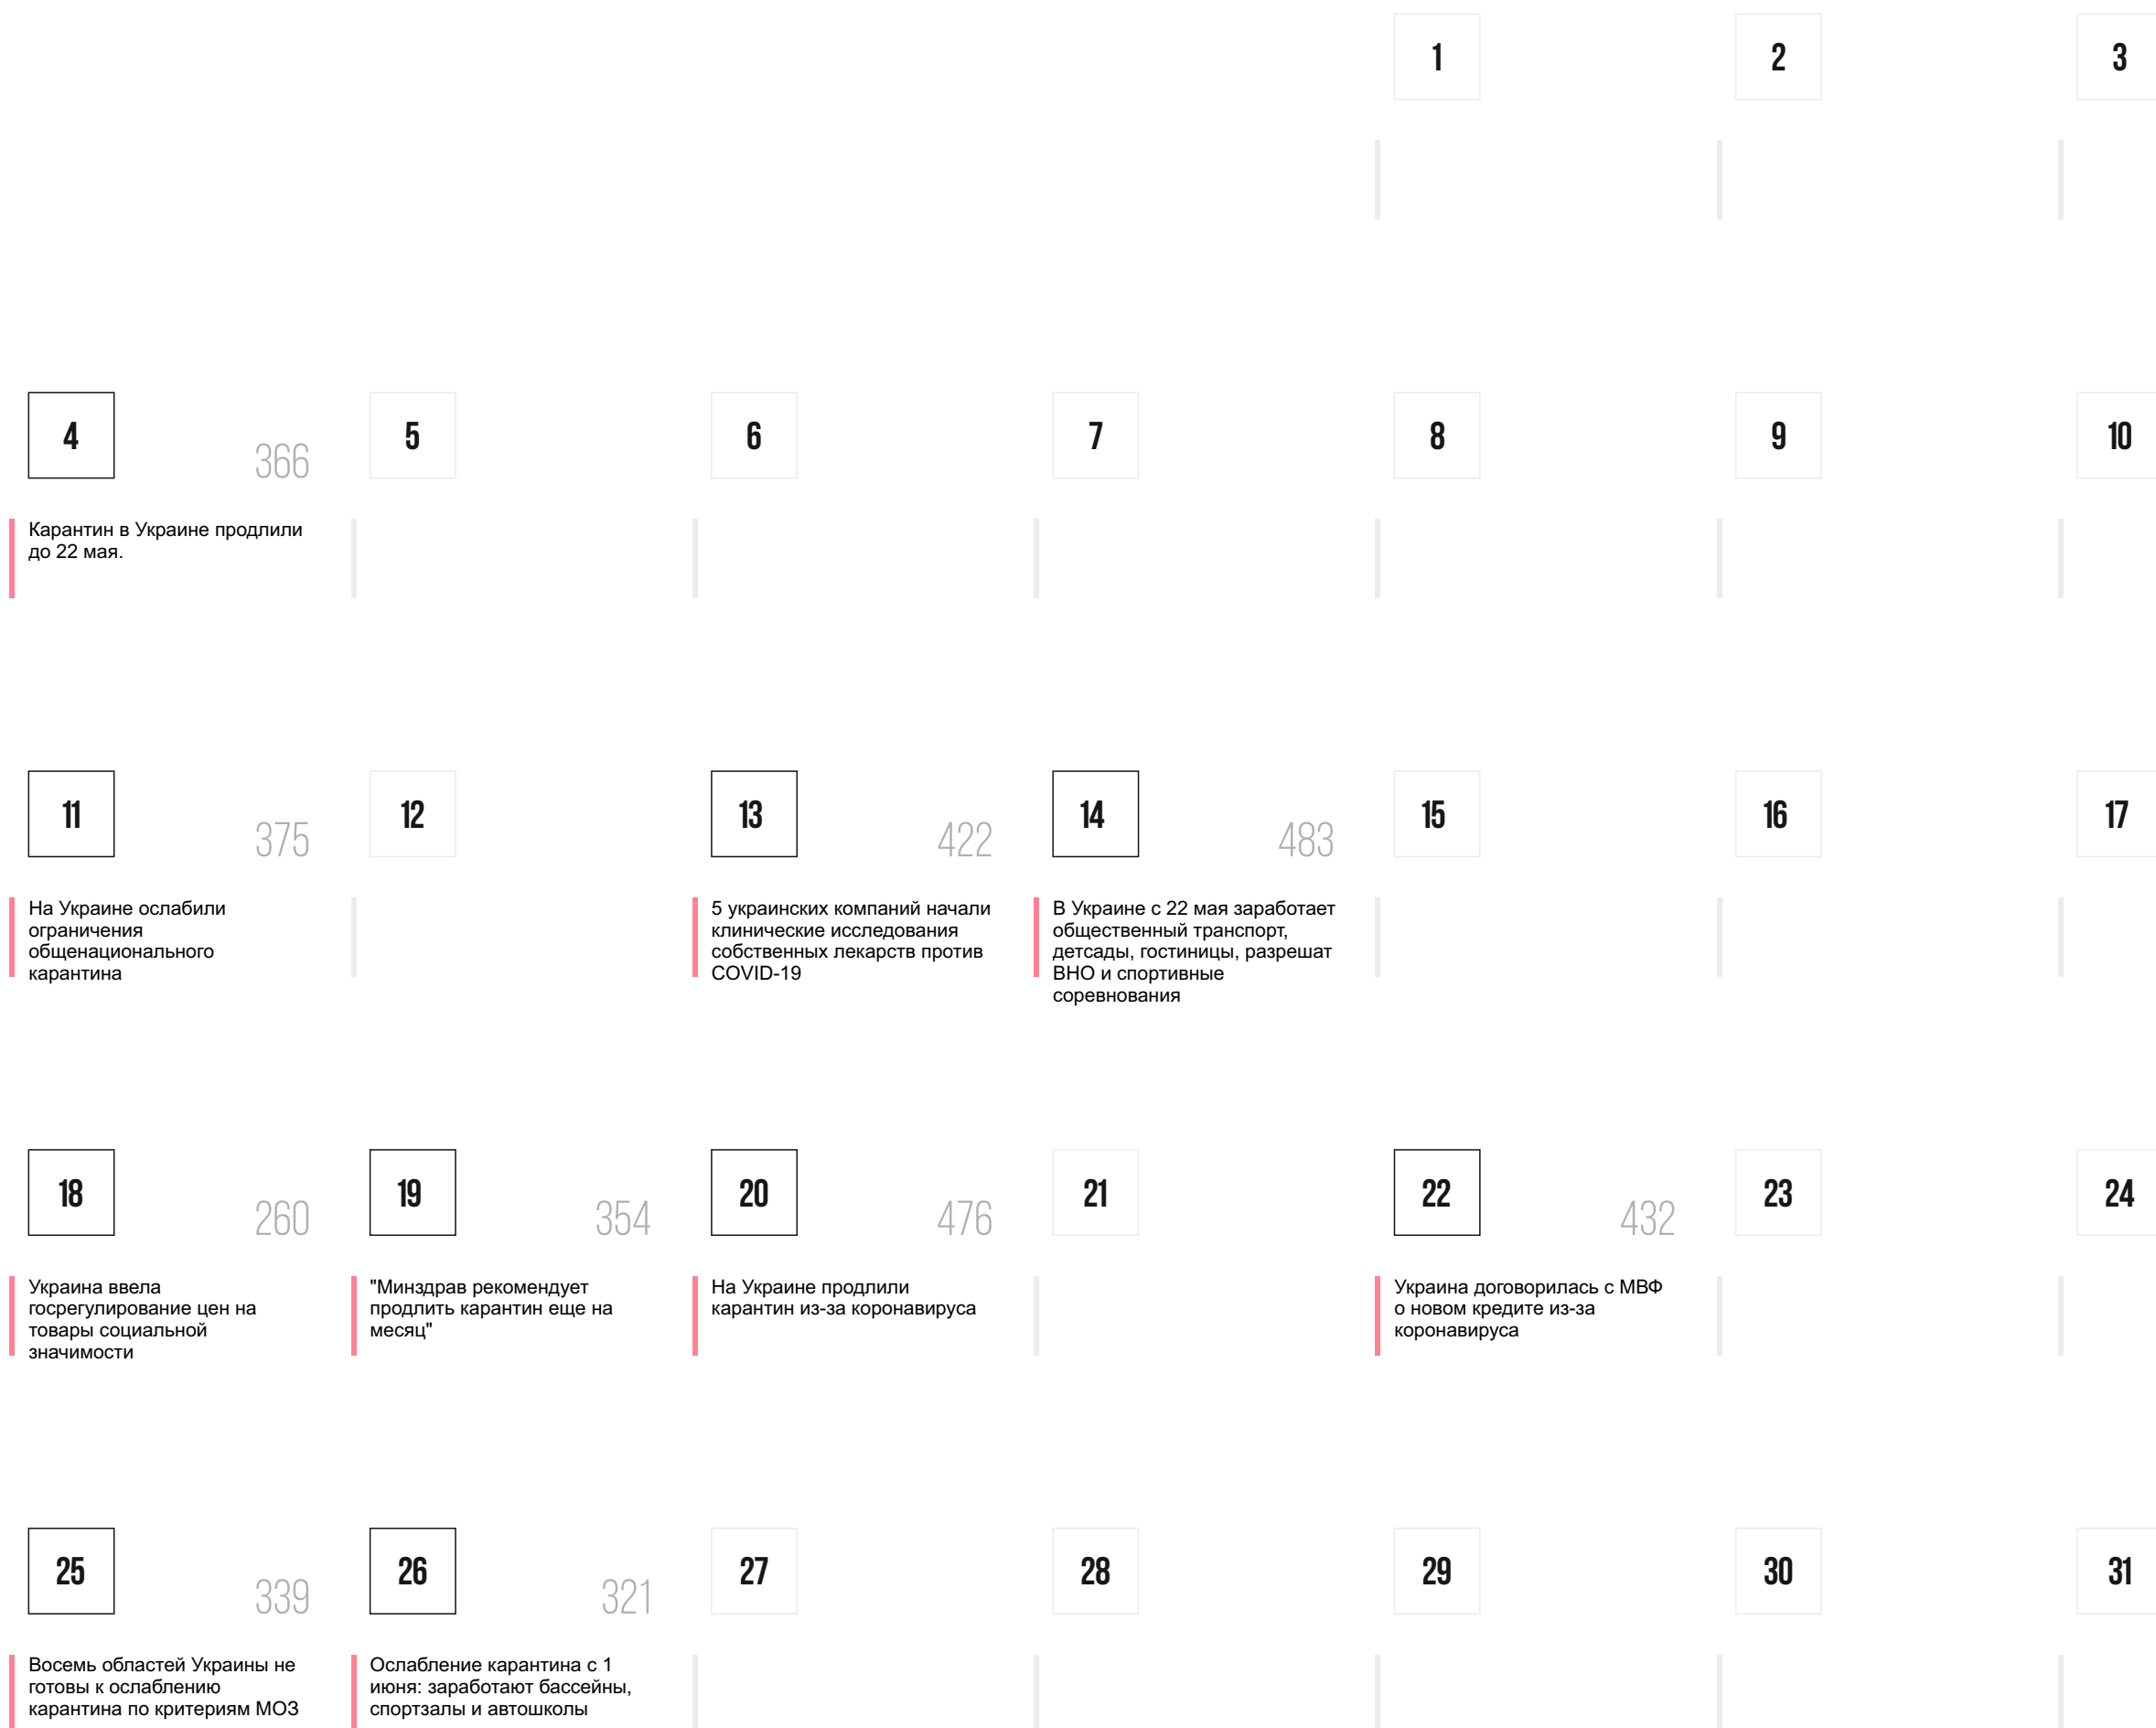 1
2
3
4
366
5
6
7
8
9
10
Карантин в Украине продлили
до 22 мая.
11
375
12
13
422
14
483
15
16
17
На Украине ослабили
ограничения
общенационального
карантина
5 украинских компаний начали
клинические исследования
собственных лекарств против
COVID-19
В Украине с 22 мая заработает
общественный транспорт,
детсады, гостиницы, разрешат
ВНО и спортивные
соревнования
18
260
19
354
20
476
21
22
432
23
24
Украина ввела
госрегулирование цен на
товары социальной
значимости
"Минздрав рекомендует
продлить карантин еще на
месяц"
На Украине продлили
карантин из-за коронавируса
Украина договорилась с МВФ
о новом кредите из-за
коронавируса
25
339
26
321
27
28
29
30
31
Восемь областей Украины не
готовы к ослаблению
карантина по критериям МОЗ
Ослабление карантина с 1
июня: заработают бассейны,
спортзалы и автошколы